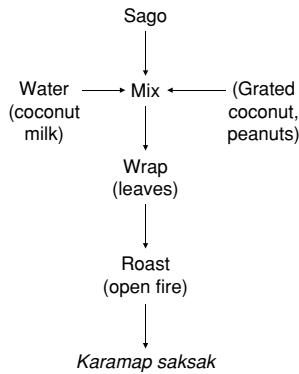 Sago
Water
(coconut
milk)
Mix
(Grated
coconut,
peanuts)
Wrap
(leaves)
Roast
(open fire)
Karamap saksak